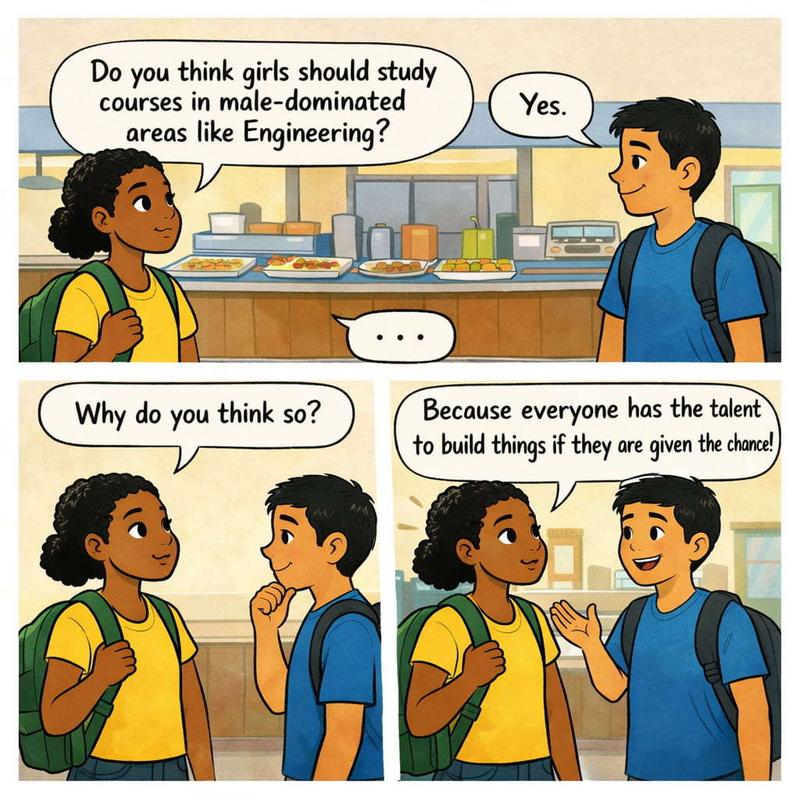 Do you think girls should study
courses in male-dominated
areas like Engineering?
Yes.
...
Why do you think so?
Because everyone has the talent
to build things if they are given the chance!